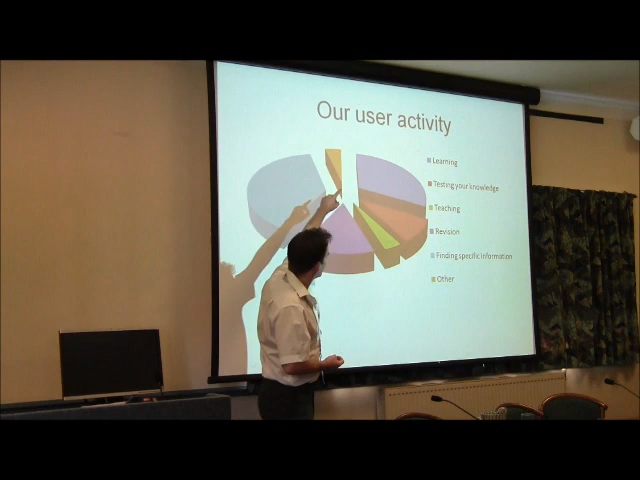 Our user activity
Learning
Testing your knowledge
Teaching
Revision
Finding specific information
Other